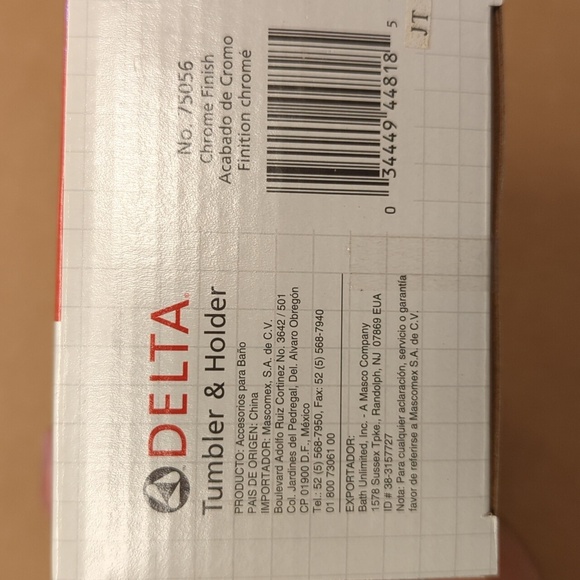 DELTA®
Tumbler & Holder
PRODUCTO: Accesorios para Baño
PAIS DE ORIGEN: China
IMPORTADOR: Mascomex, S.A. de C.V.
Boulevard Adolfo Ruiz Cortinez No. 3642 / 501
Col. Jardines del Pedregal, Del. Alvaro Obregón
CP 01900 D.F., México
Tel.: 52 (5) 568-7950, Fax: 52 (5) 568-7940
01 800 73061 00
EXPORTADOR:
Bath Unlimited, Inc. - A Masco Company
1578 Sussex Tpke., Randolph, NJ 07869 EUA
ID # 38-3157727
Nota: Para cualquier aclaración, servicio o garantía
favor de referirse a Mascomex S.A. de C.V.
No. 75056
Chrome Finish
Acabado de Cromo
Finition chromé
0 34449 44818 5
JT